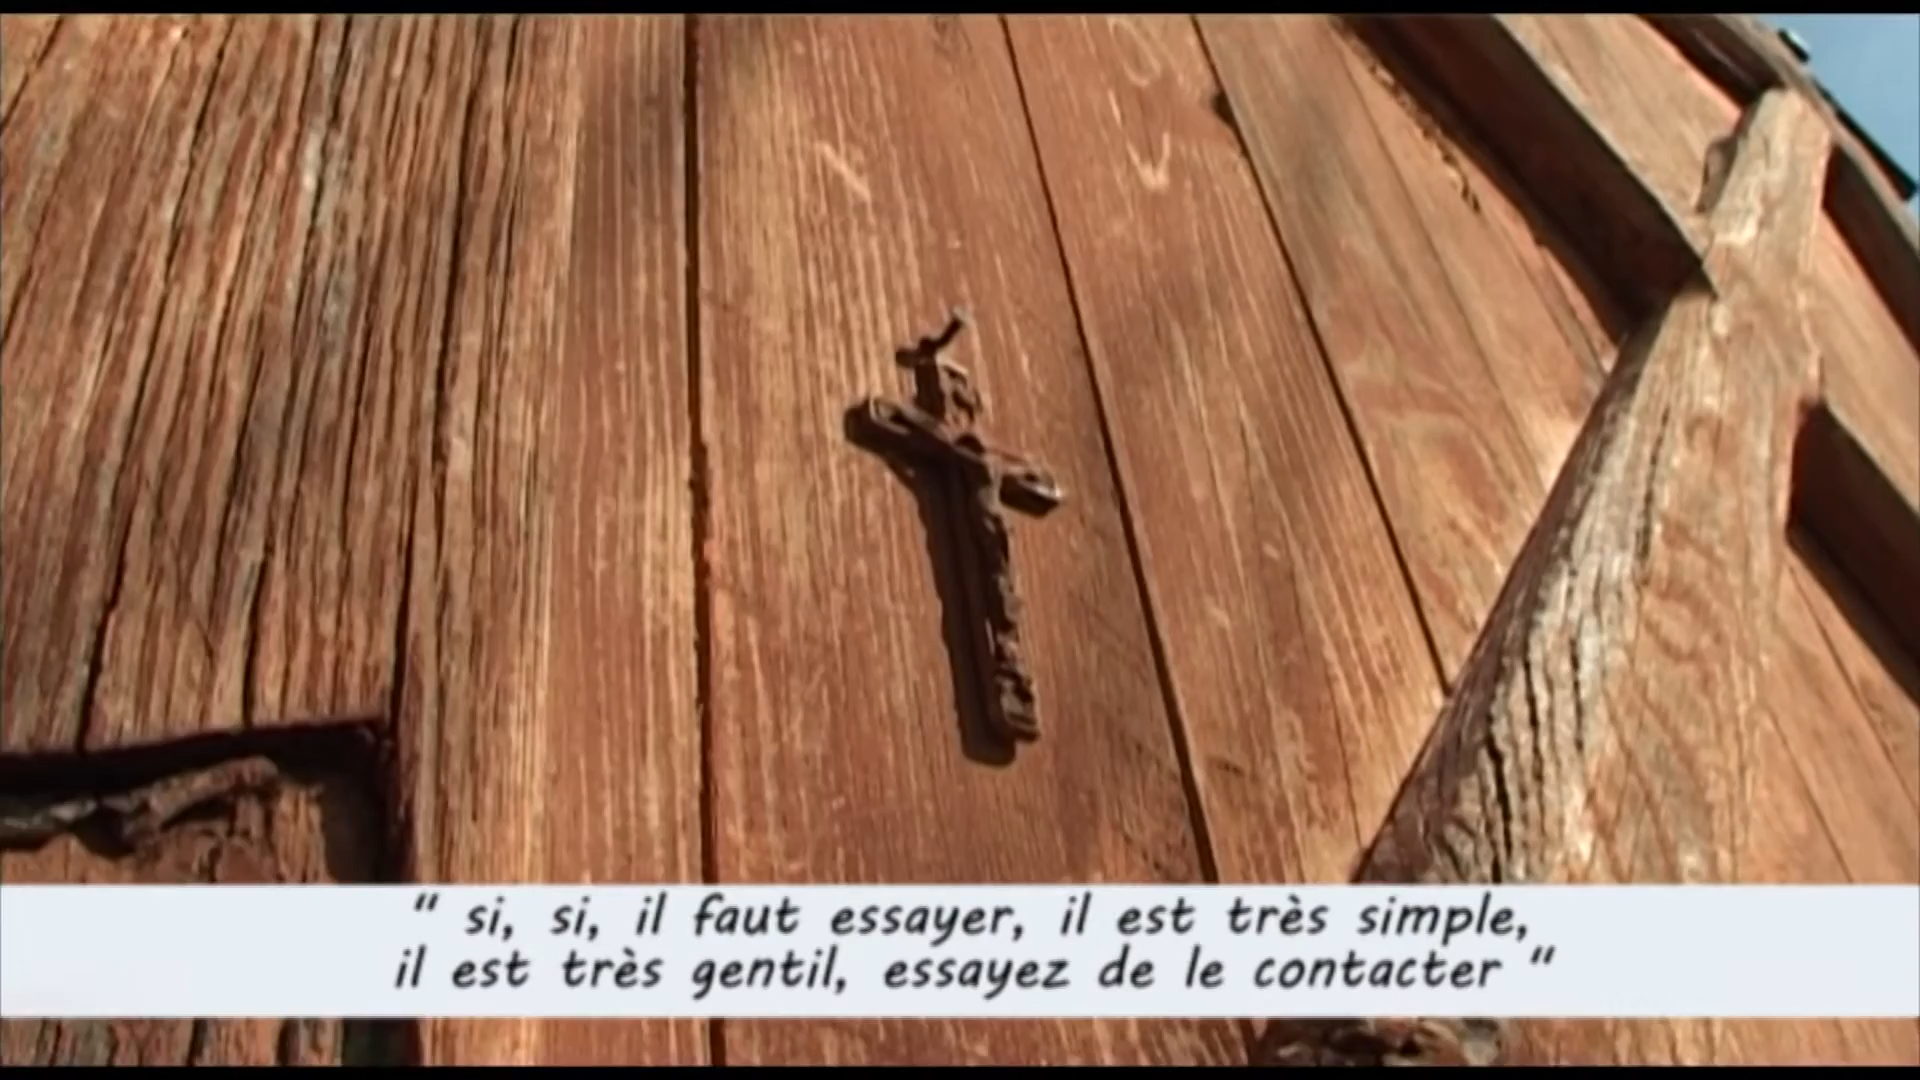 “ si, si, il faut essayer, il est très simple,
il est très gentil, essayez de le contacter “